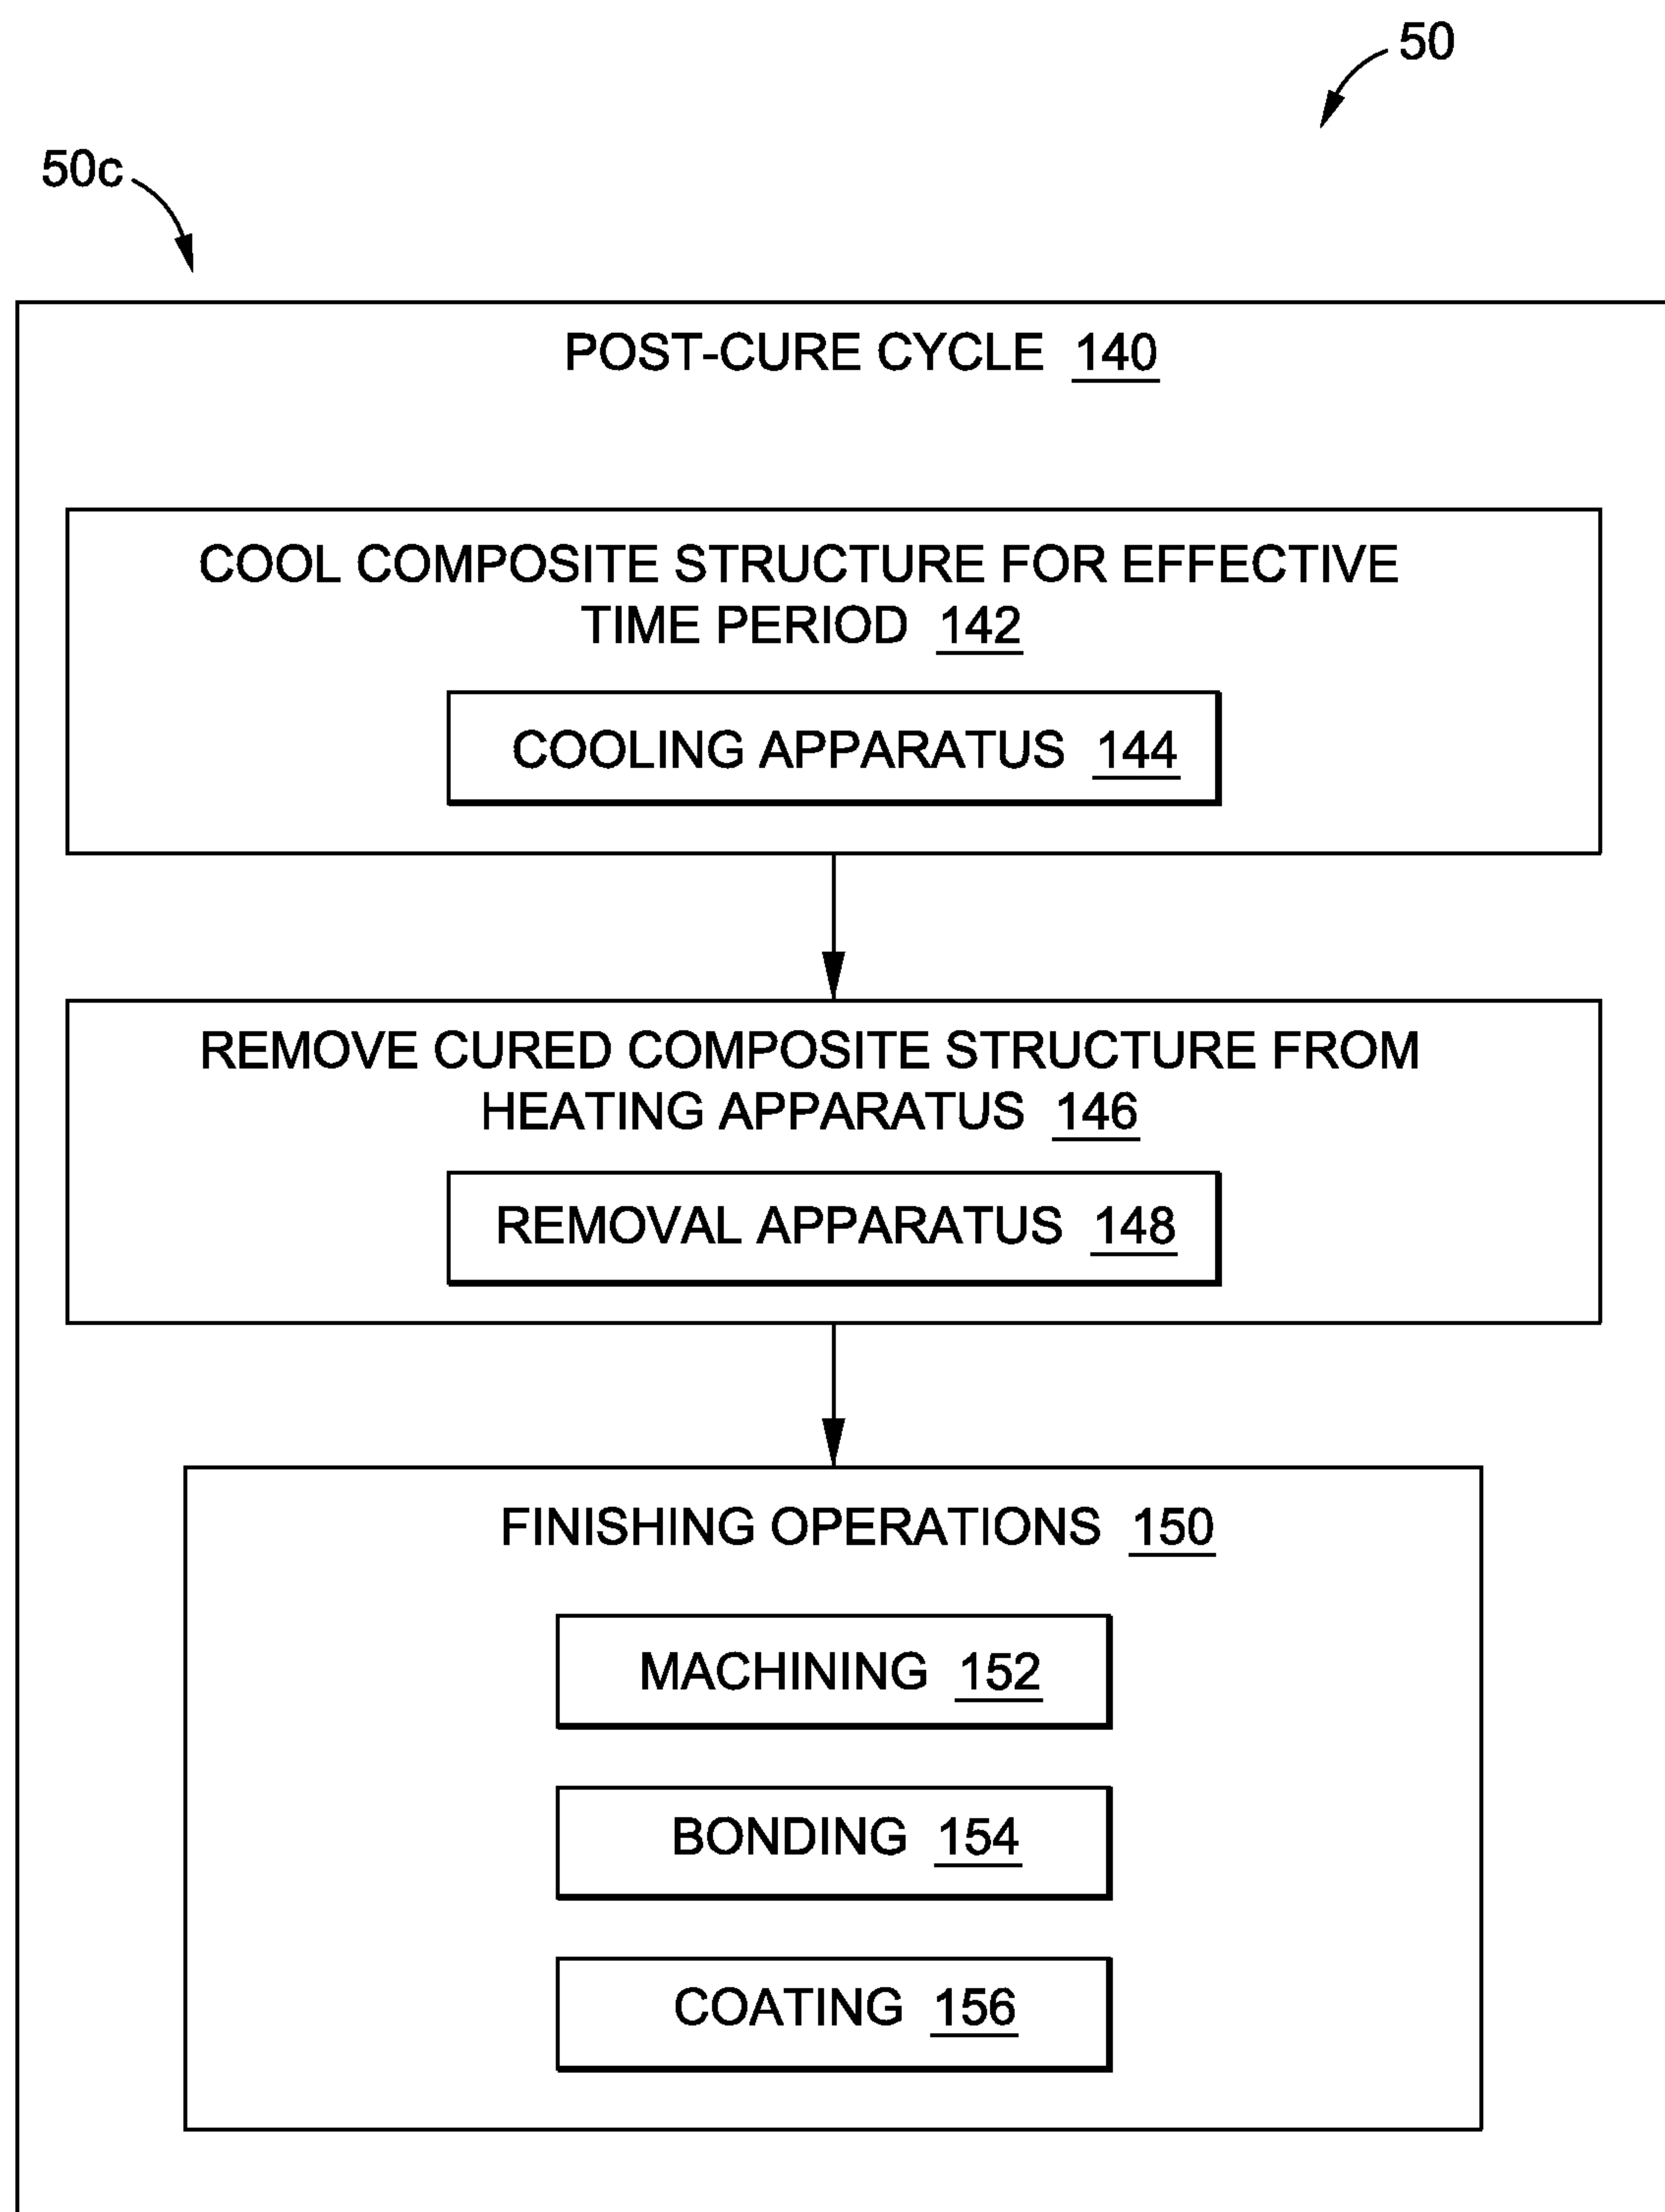 50
50c
POST-CURE CYCLE 140
COOL COMPOSITE STRUCTURE FOR EFFECTIVE
TIME PERIOD 142
COOLING APPARATUS 144
REMOVE CURED COMPOSITE STRUCTURE FROM
HEATING APPARATUS 146
REMOVAL APPARATUS 148
FINISHING OPERATIONS 150
MACHINING 152
BONDING 154
COATING 156